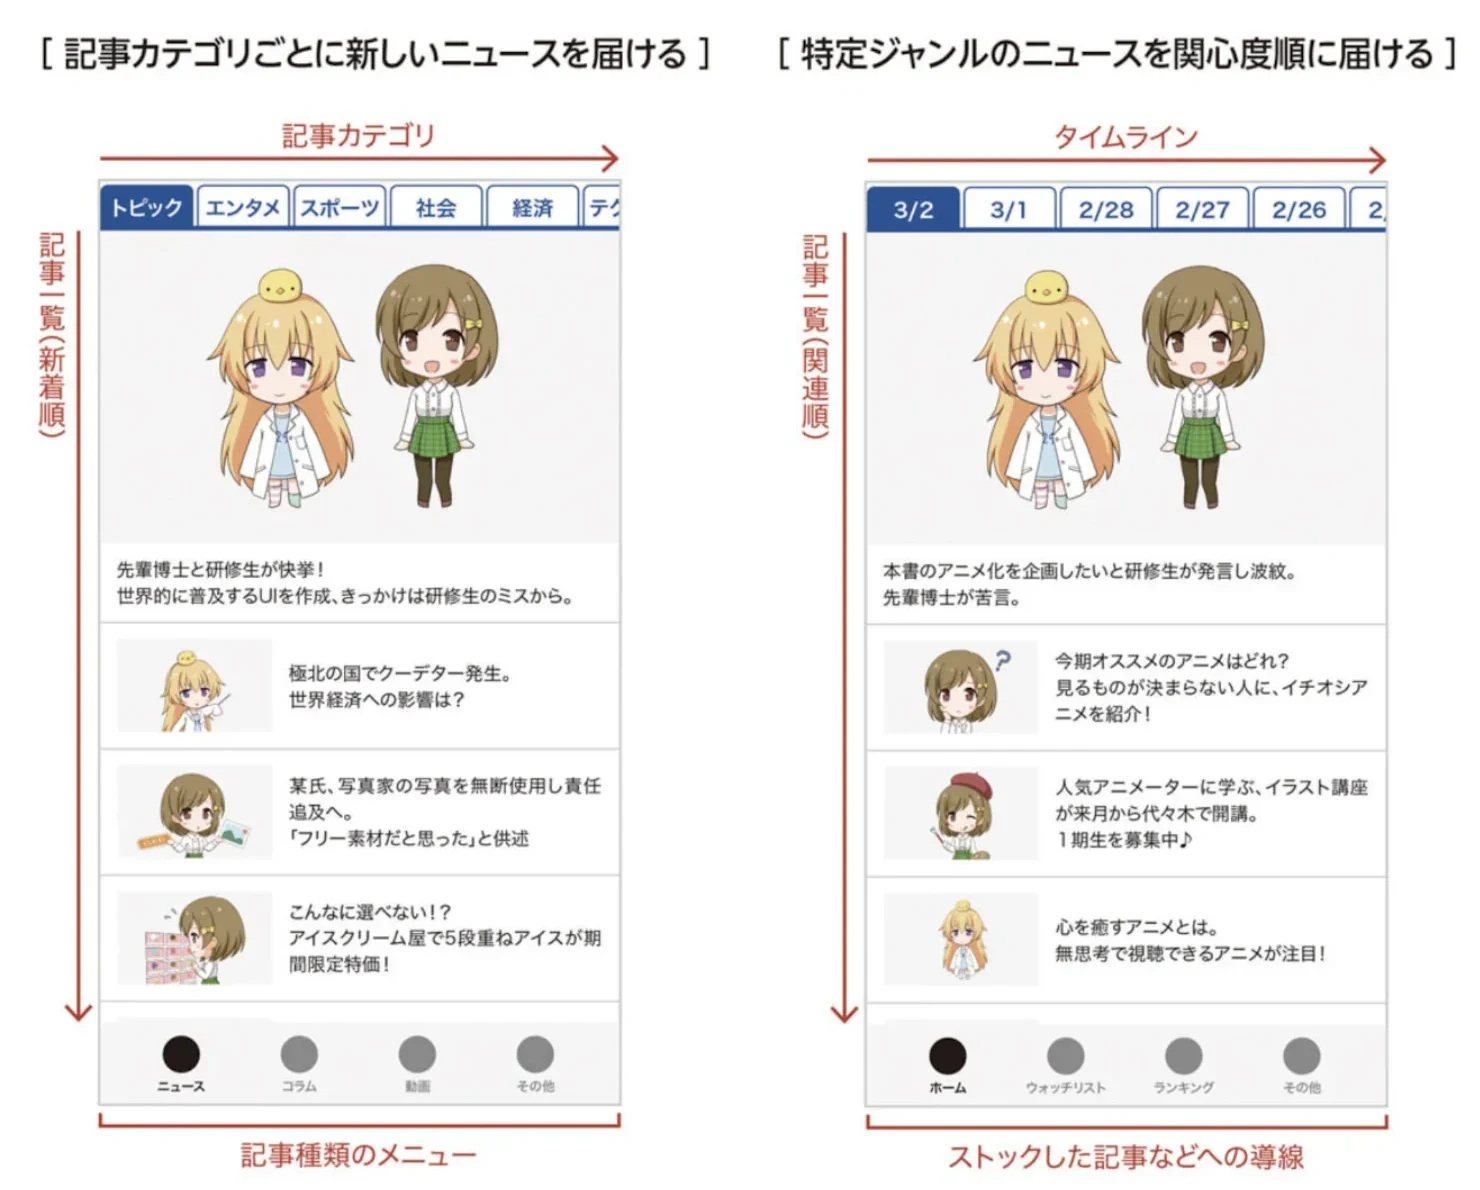 [ 記事カテゴリごとに新しいニュースを届ける ]
記事カテゴリ
トピック
エンタメ
スポーツ
社会
経済
テク
記事一覧(新着順)
先輩博士と研修生が快挙!
世界的に普及するUIを作成、きっかけは研修生のミスから。
極北の国でクーデター発生。
世界経済への影響は?
某氏、写真家の写真を無断使用し責任
追及へ。
「フリー素材だと思った」と供述
こんなに選べない!?
アイスクリーム屋で5段重ねアイスが期
間限定特価!
ニュース
コラム
動画
その他
記事種類のメニュー
[ 特定ジャンルのニュースを関心度順に届ける ]
タイムライン
3/2
3/1
2/28
2/27
2/26
2/
記事一覧(関連順)
本書のアニメ化を企画したいと研修生が発言し波紋。
先輩博士が苦言。
今期オススメのアニメはどれ?
見るものが決まらない人に、イチオシア
ニメを紹介!
人気アニメーターに学ぶ、イラスト講座
が来月から代々木で開講。
1期生を募集中♪
心を癒すアニメとは。
無思考で視聴できるアニメが注目!
ホーム
ウォッチリスト
ランキング
その他
ストックした記事などへの導線